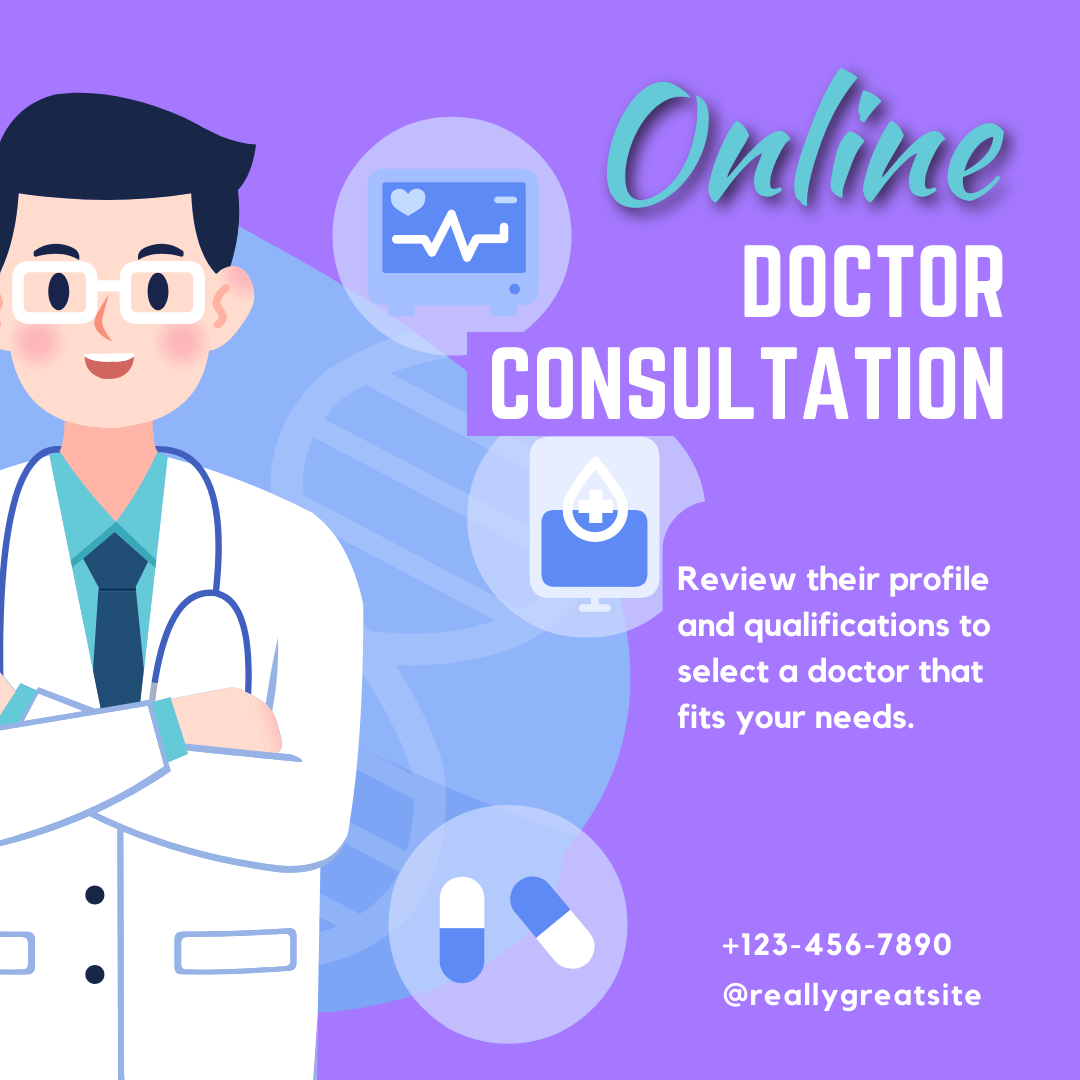 Online
DOCTOR
CONSULTATION
Review their profile
and qualifications to
select a doctor that
fits your needs.
+123-456-7890
@reallygreatsite